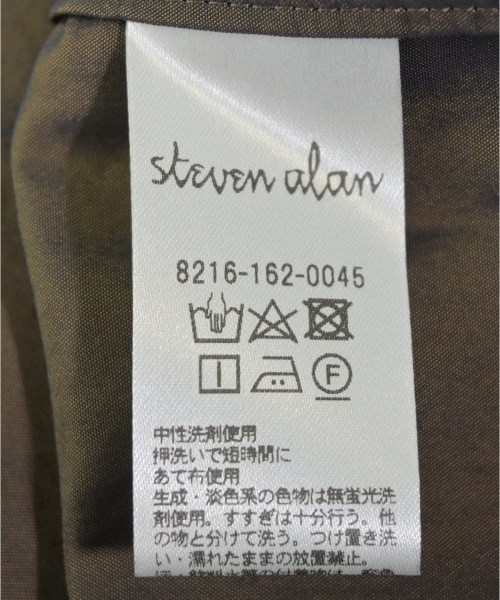 steven alan
8216-162-0045
F
中性洗剤使用
押洗いで短時間に
あて布使用
生成・淡色系の色物は無蛍光洗
剤使用。すすぎは十分行う。他
の物と分けて洗う。つけ置き洗
い・濡れたままの放置禁止。